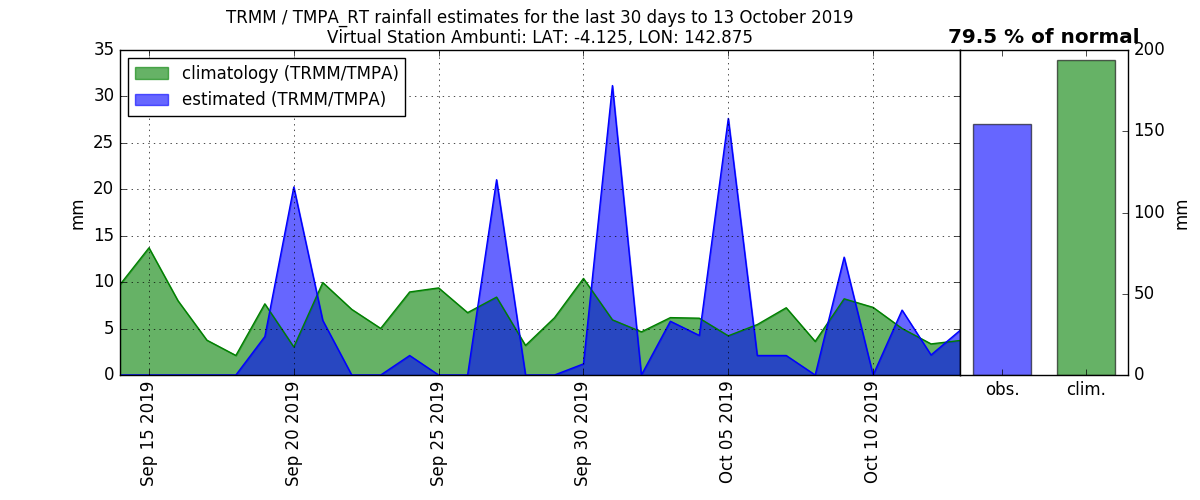 TRMM / TMPA_RT rainfall estimates for the last 30 days to 13 October 2019
Virtual Station Ambunti: LAT: -4.125, LON: 142.875
79.5 % of normal
climatology (TRMM/TMPA)
estimated (TRMM/TMPA)
35
30
25
20
15
10
5
0
mm
Sep 15 2019
Sep 20 2019
Sep 25 2019
Sep 30 2019
Oct 05 2019
Oct 10 2019
200
150
100
50
0
mm
obs.
clim.